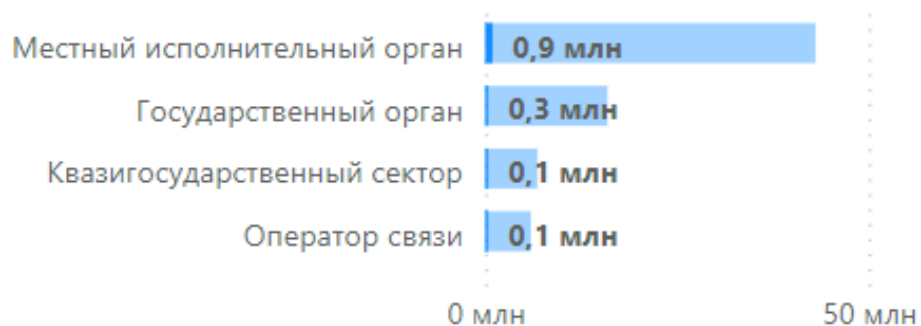 Местный исполнительный орган 0,9 млн
Государственный орган 0,3 млн
Квазигосударственный сектор 0,1 млн
Оператор связи 0,1 млн
0 млн 50 млн